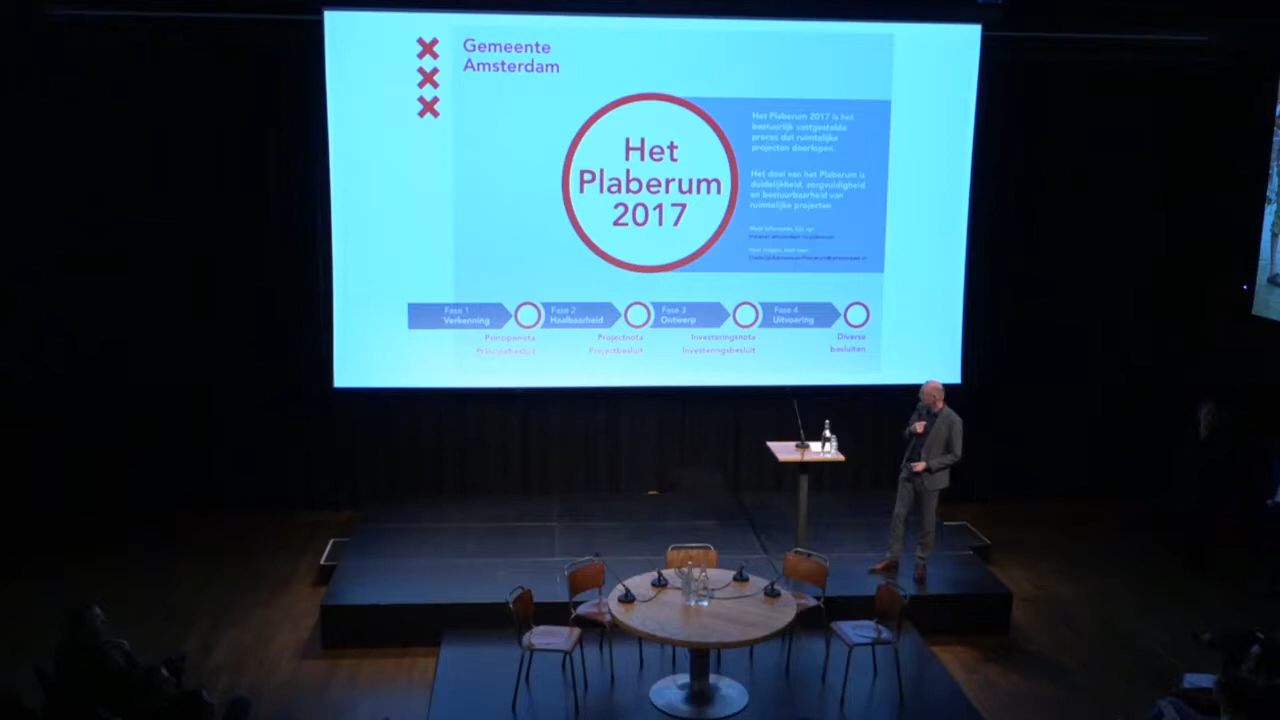 Gemeente
Amsterdam
Het
Plaberum
2017
Het Plaberum 2017 is het
bestuurlijk vastgestelde
proces dat ruimtelijke
projecten doorlopen.
Het doel van het Plaberum is
duidelijkheid, zorgvuldigheid
en bestuurbaarheid van
ruimtelijke projecten
Fase 1
Verkenning
Fase 2
Haalbaarheid
Fase 3
Ontwerp
Fase 4
Uitvoering
Principenota
Principebesluit
Projectnota
Projectbesluit
Investeringsnota
Investeringsbesluit
Diverse
besluiten